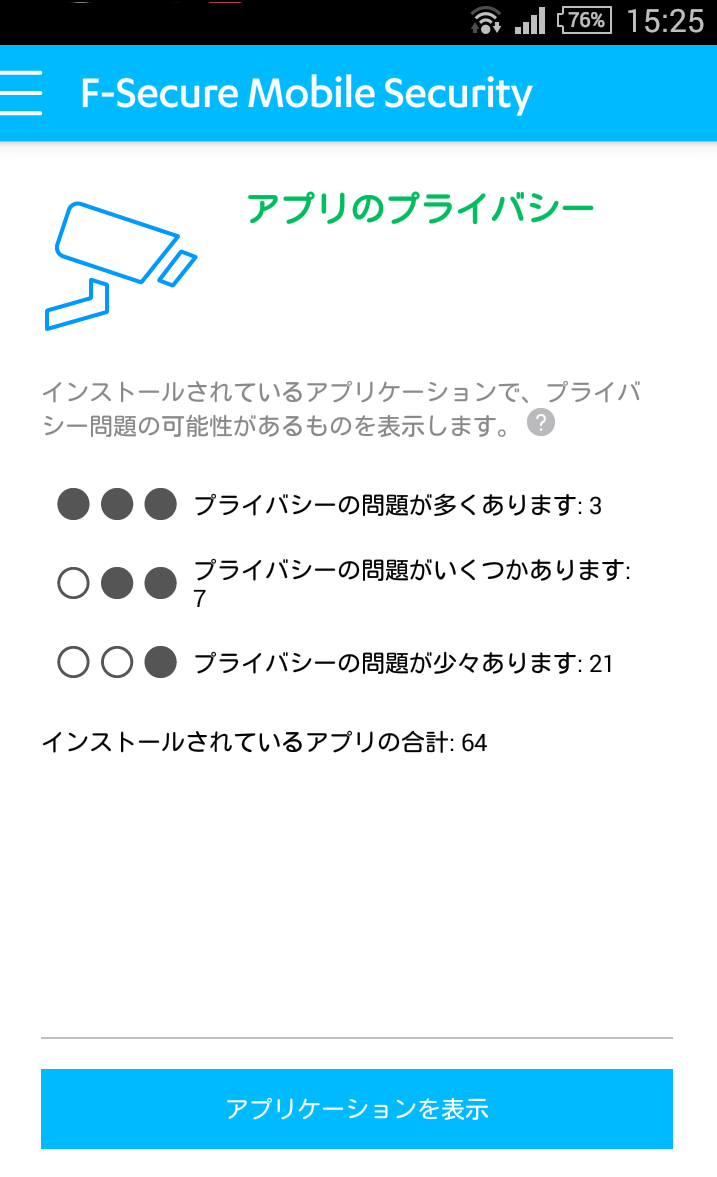 76% 15:25
F-Secure Mobile Security
アプリのプライバシー
インストールされているアプリケーションで、プライバ
シー問題の可能性があるものを表示します。 ?
プライバシーの問題が多くあります: 3
プライバシーの問題がいくつかあります:
7
プライバシーの問題が少々あります: 21
インストールされているアプリの合計: 64
アプリケーションを表示